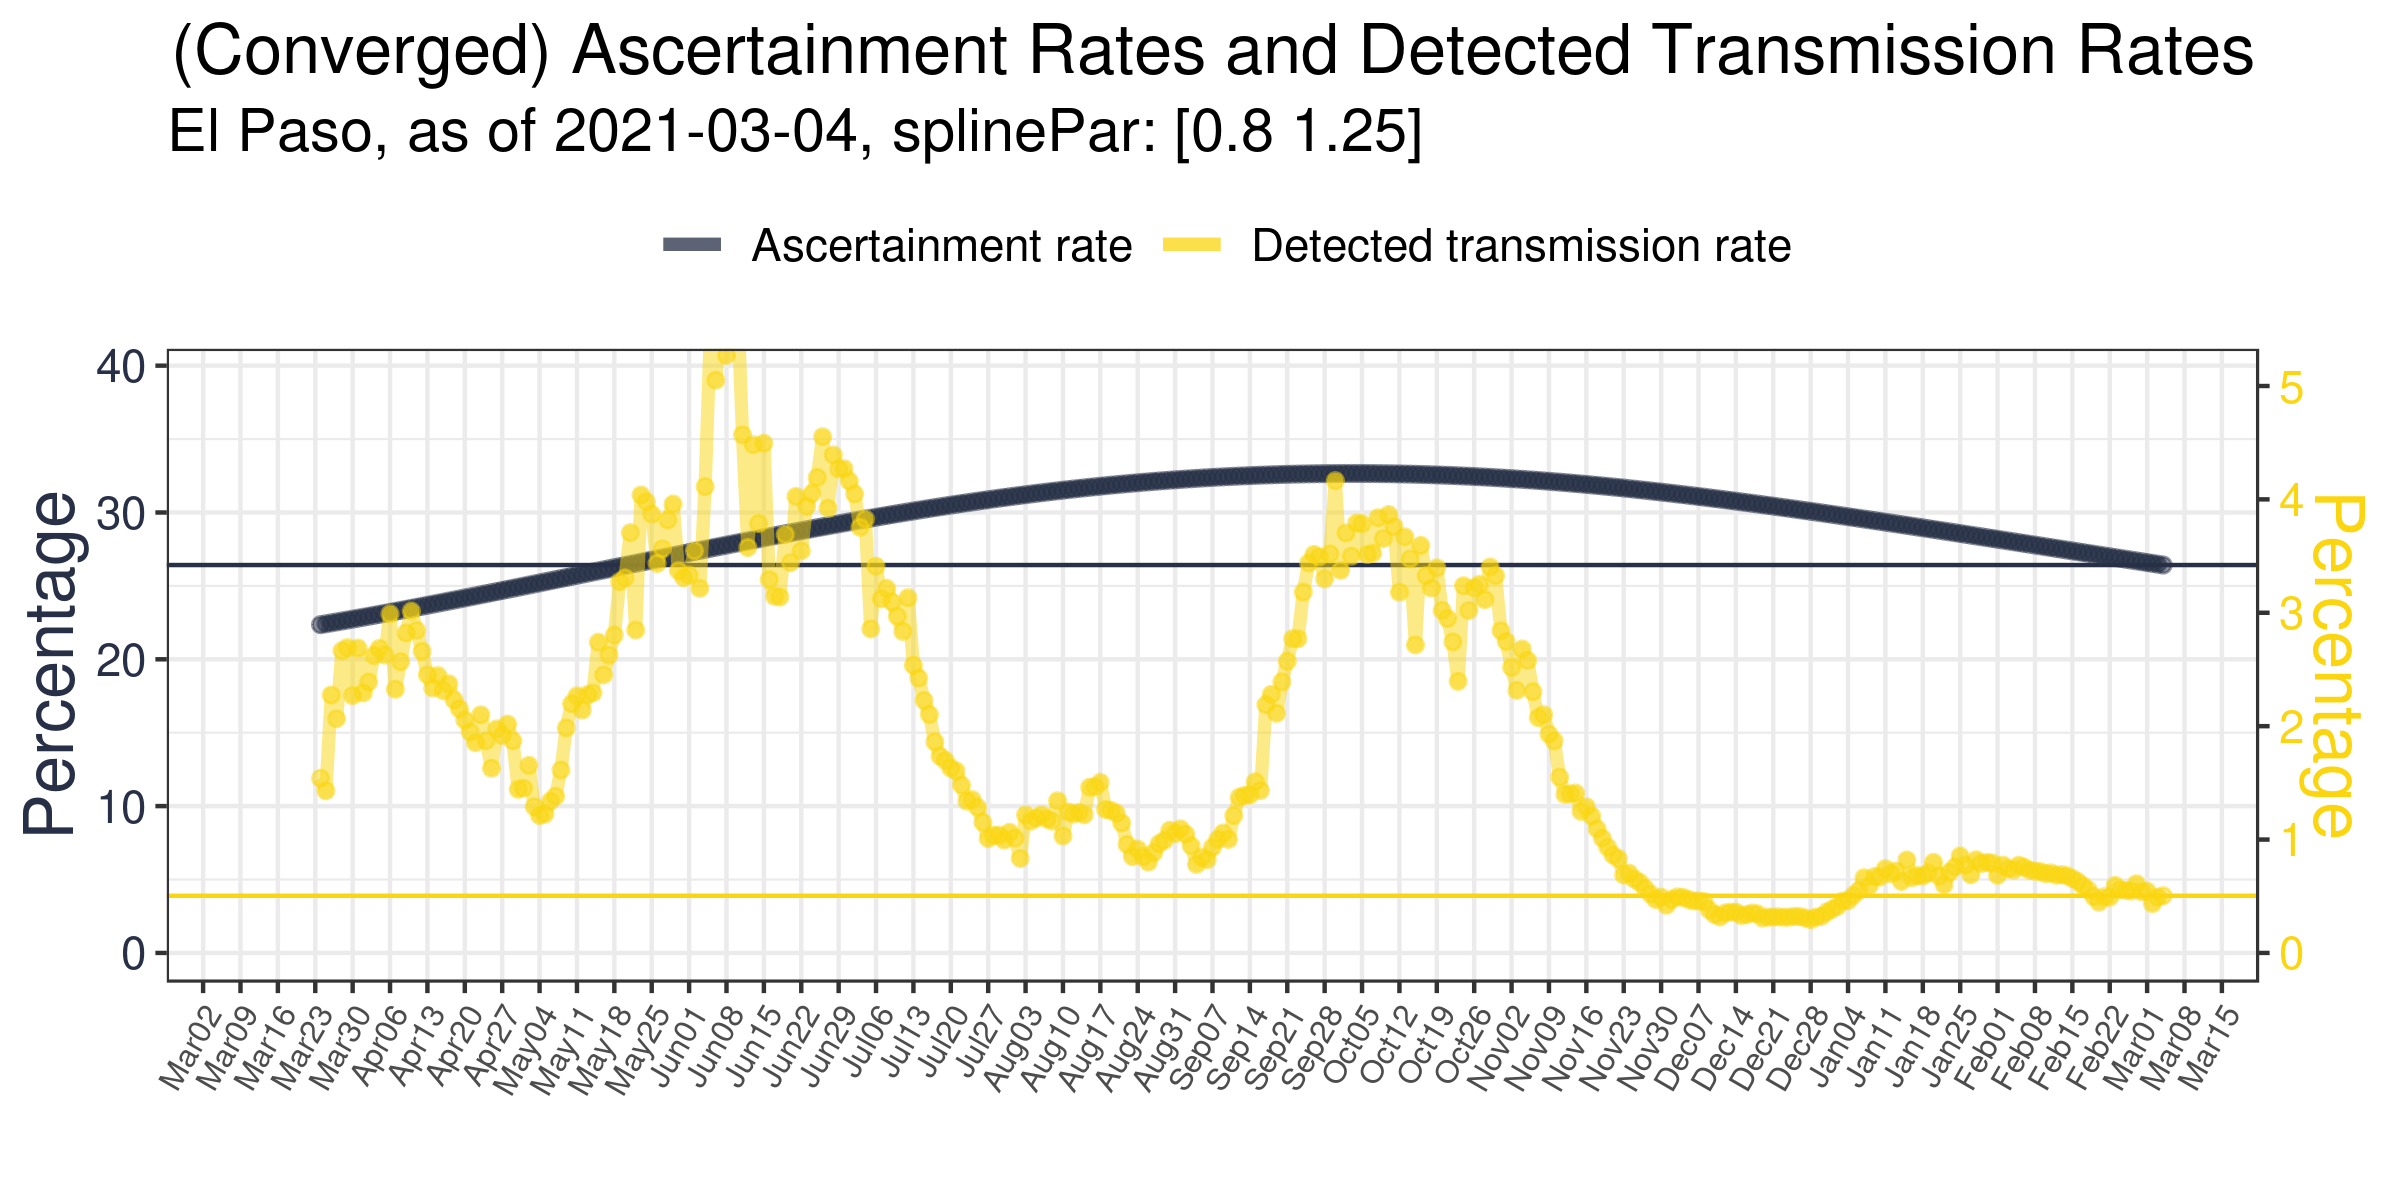 (Converged) Ascertainment Rates and Detected Transmission Rates
El Paso, as of 2021-03-04, splinePar: [0.8 1.25]
Ascertainment rate Detected transmission rate
Percentage
40
30
20
10
0
5
4
3
2
1
0
Percentage
Mar02 Mar09 Mar16 Mar23 Mar30 Apr06 Apr13 Apr20 Apr27 May04 May11 May18 May25 Jun01 Jun08 Jun15 Jun22 Jun29 Jul06 Jul13 Jul20 Jul27 Aug03 Aug10 Aug17 Aug24 Aug31 Sep07 Sep14 Sep21 Sep28 Oct05 Oct12 Oct19 Oct26 Nov02 Nov09 Nov16 Nov23 Nov30 Dec07 Dec14 Dec21 Dec28 Jan04 Jan11 Jan18 Jan25 Feb01 Feb08 Feb15 Feb22 Mar01 Mar08 Mar15